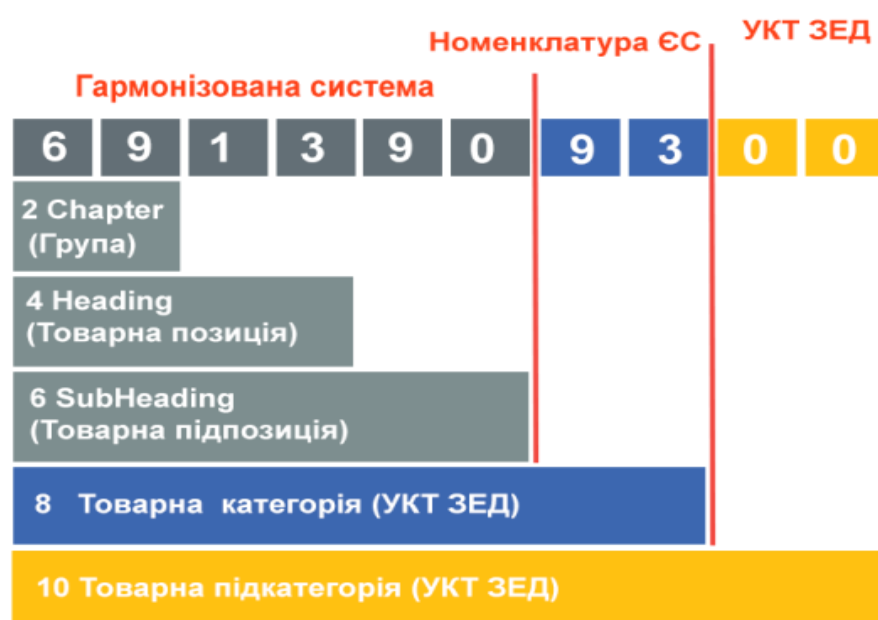 УКТ ЗЕД
Номенклатура ЄС
Гармонізована система
6 9 1 3 9 0 9 3 0 0
2 Chapter
(Група)
4 Heading
(Товарна позиція)
6 SubHeading
(Товарна підпозиція)
8 Товарна категорія (УКТ ЗЕД)
10 Товарна підкатегорія (УКТ ЗЕД)